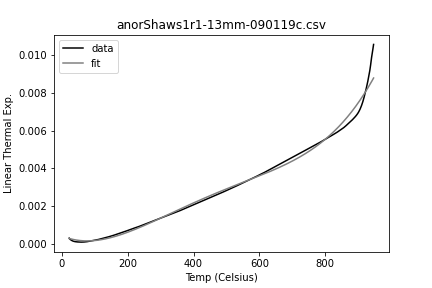 anorShaws1r1-13mm-090119c.csv
data
fit
0.010
0.008
0.006
0.004
0.002
0.000
Linear Thermal Exp.
0
200
400
600
800
Temp (Celsius)